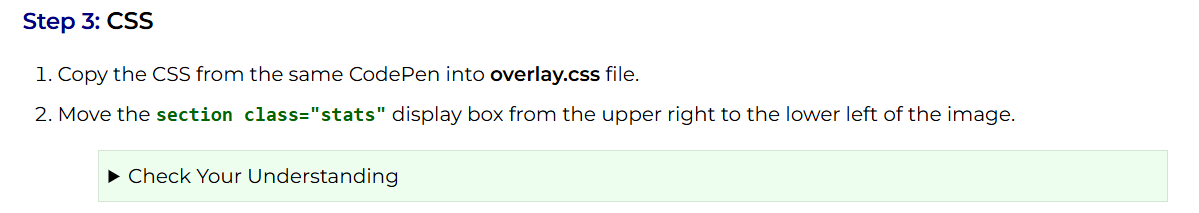 Step 3: CSS
1. Copy the CSS from the same CodePen into overlay.css file.
2. Move the section class="stats" display box from the upper right to the lower left of the image.
▶ Check Your Understanding